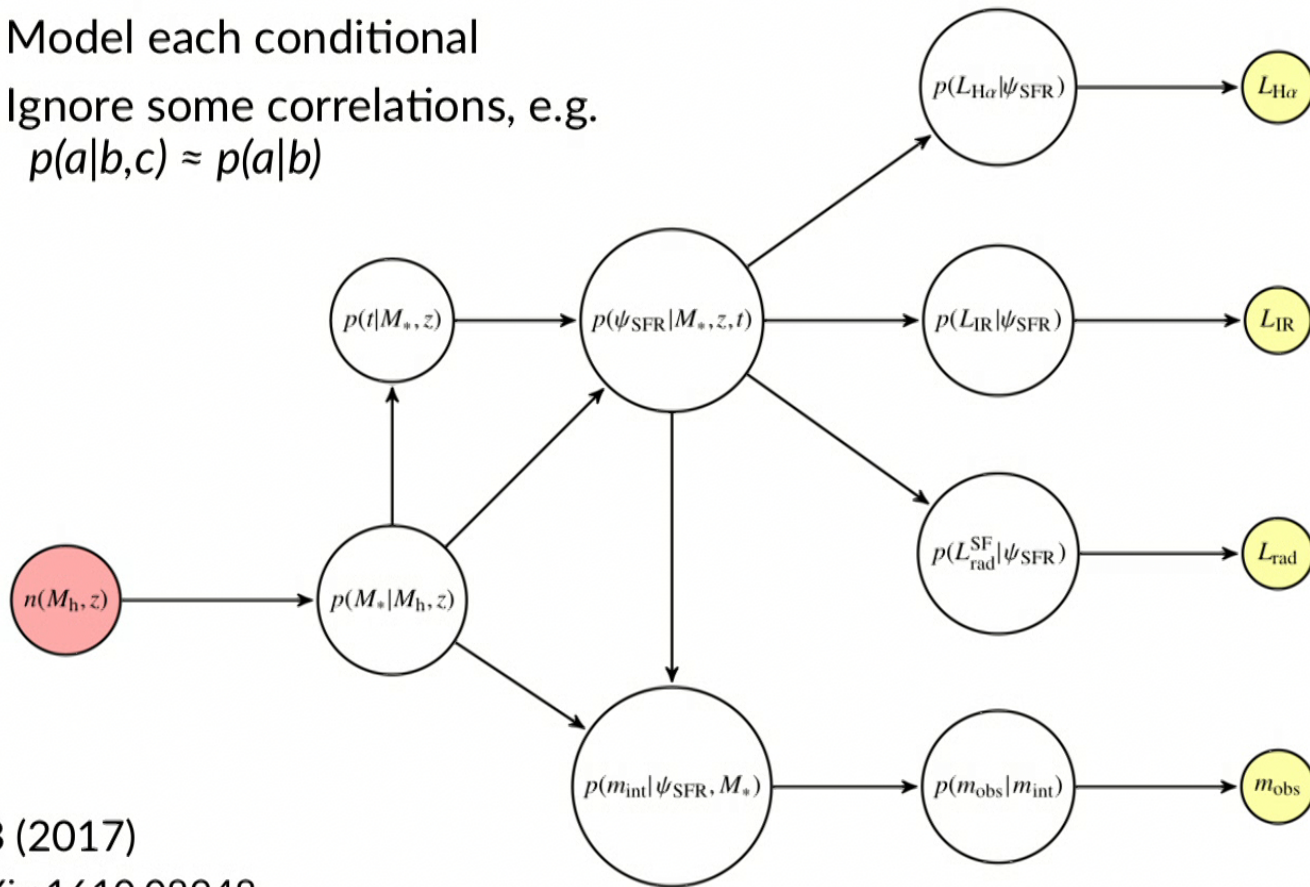 Model each conditional
Ignore some correlations, e.g.
p(a|b,c) ≈ p(a|b)
p(L_Hα|ψ_SFR)
L_Hα
p(t|M_*,z)
p(ψ_SFR|M_*,z,t)
p(L_IR|ψ_SFR)
L_IR
n(M_h,z)
p(M_*|M_h,z)
p(L_rad^SF|ψ_SFR)
L_rad
p(m_int|ψ_SFR, M_*)
p(m_obs|m_int)
m_obs
(2017)